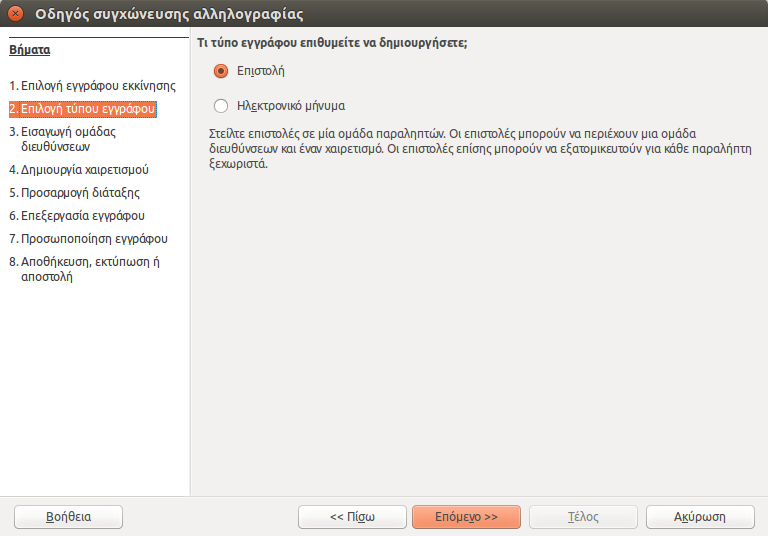 Οδηγός συγχώνευσης αλληλογραφίας
Βήματα
1. Επιλογή εγγράφου εκκίνησης
2. Επιλογή τύπου εγγράφου
3. Εισαγωγή ομάδας
διευθύνσεων
4. Δημιουργία χαιρετισμού
5. Προσαρμογή διάταξης
6. Επεξεργασία εγγράφου
7. Προσωποποίηση εγγράφου
8. Αποθήκευση, εκτύπωση ή
αποστολή
Τι τύπο εγγράφου επιθυμείτε να δημιουργήσετε;
Επιστολή
Ηλεκτρονικό μήνυμα
Στείλτε επιστολές σε μία ομάδα παραληπτών. Οι επιστολές μπορούν να περιέχουν μια ομάδα
διευθύνσεων και έναν χαιρετισμό. Οι επιστολές επίσης μπορούν να εξατομικευτούν για κάθε παραλήπτη
ξεχωριστά.
Βοήθεια
<< Πίσω
Επόμενο >>
Τέλος
Ακύρωση